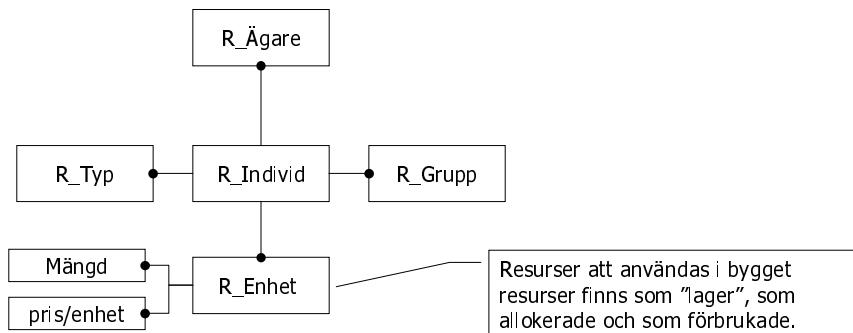 R_Ägare
R_Typ
R_Individ
R_Grupp
Mängd
pris/enhet
R_Enhet
Resurser att användas i bygget
resurser finns som ”lager”, som
allokerade och som förbrukade.